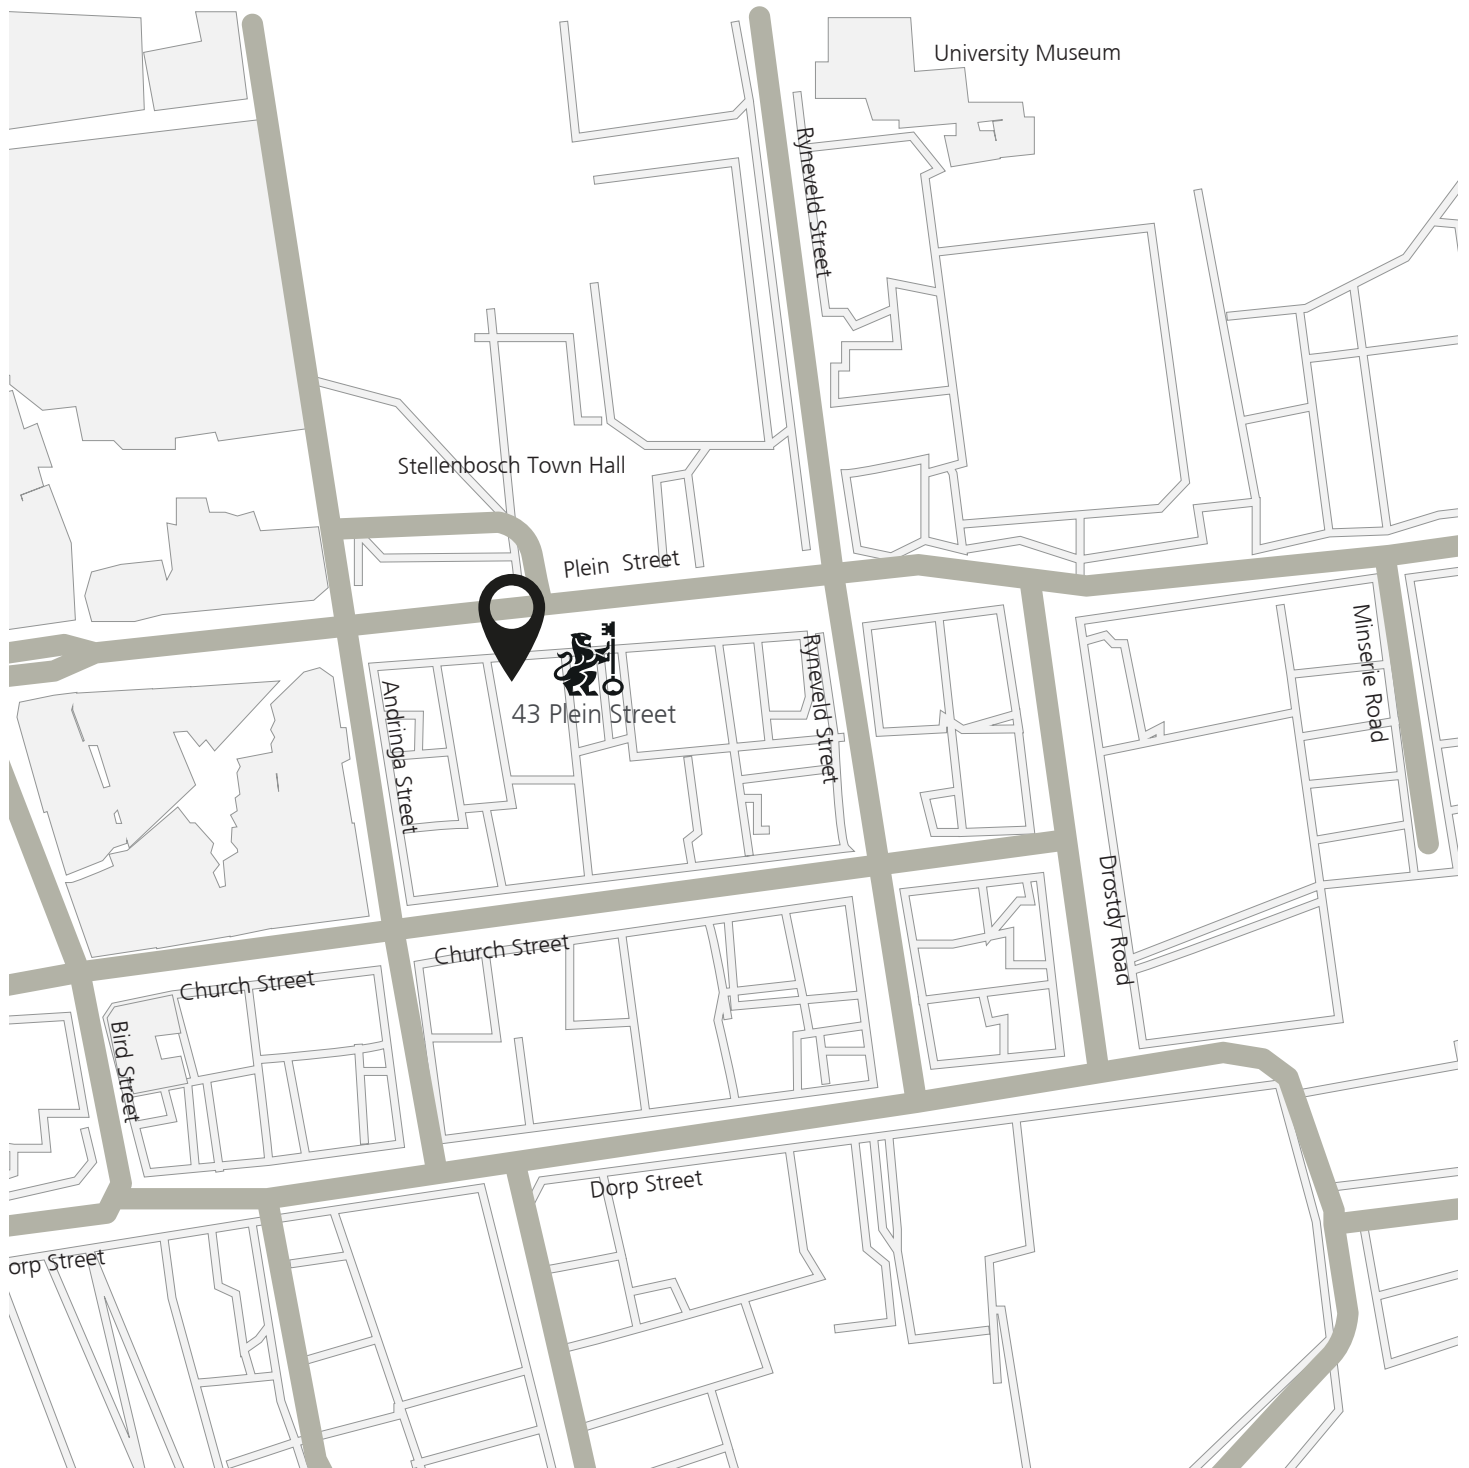 University Museum
Ryneveld Street
Stellenbosch Town Hall
Plein Street
Minserie Road
Ryneveld Street
Andringa Street
43 Plein Street
Drostdy Road
Church Street
Church Street
Bird Street
Dorp Street
orp Street